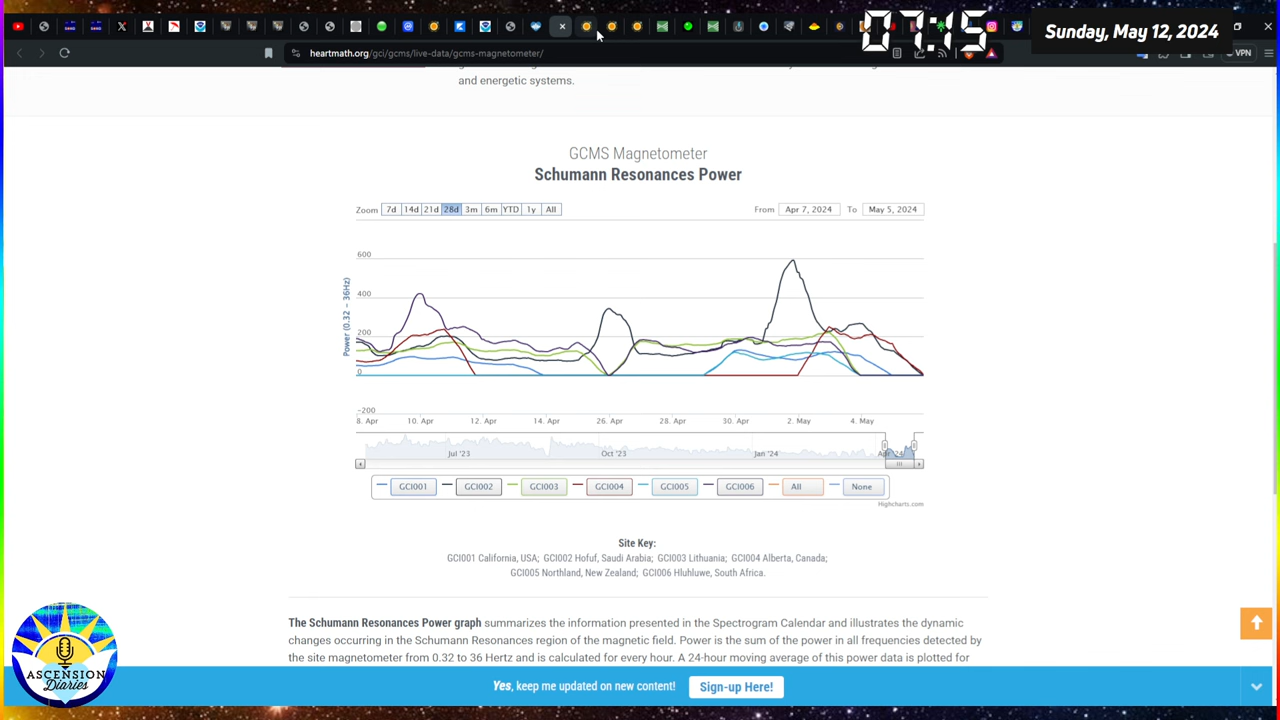 07:15
Sunday, May 12, 2024
heartmath.org/gci/gcms/live-data/gcms-magnetometer/
VPN
and energetic systems.
GCMS Magnetometer
Schumann Resonances Power
Zoom 7d 14d 21d 28d 3m 6m YTD 1y All
From Apr 7, 2024 To May 5, 2024
Power (0.32 – 36Hz)
600
400
200
0
-200
8. Apr 10. Apr 12. Apr 14. Apr 26. Apr 28. Apr 30. Apr 2. May 4. May
Jul '23 Oct '23 Jan '24 Apr '24
GCI001 GCI002 GCI003 GCI004 GCI005 GCI006 All None
Highcharts.com
Site Key:
GCI001 California, USA; GCI002 Hofuf, Saudi Arabia; GCI003 Lithuania; GCI004 Alberta, Canada;
GCI005 Northland, New Zealand; GCI006 Hluhluwe, South Africa.
The Schumann Resonances Power graph summarizes the information presented in the Spectrogram Calendar and illustrates the dynamic
changes occurring in the Schumann Resonances region of the magnetic field. Power is the sum of the power in all frequencies detected by
the site magnetometer from 0.32 to 36 Hertz and is calculated for every hour. A 24-hour moving average of this power data is plotted for
ASCENSION
Diaries
Yes, keep me updated on new content!
Sign-up Here!